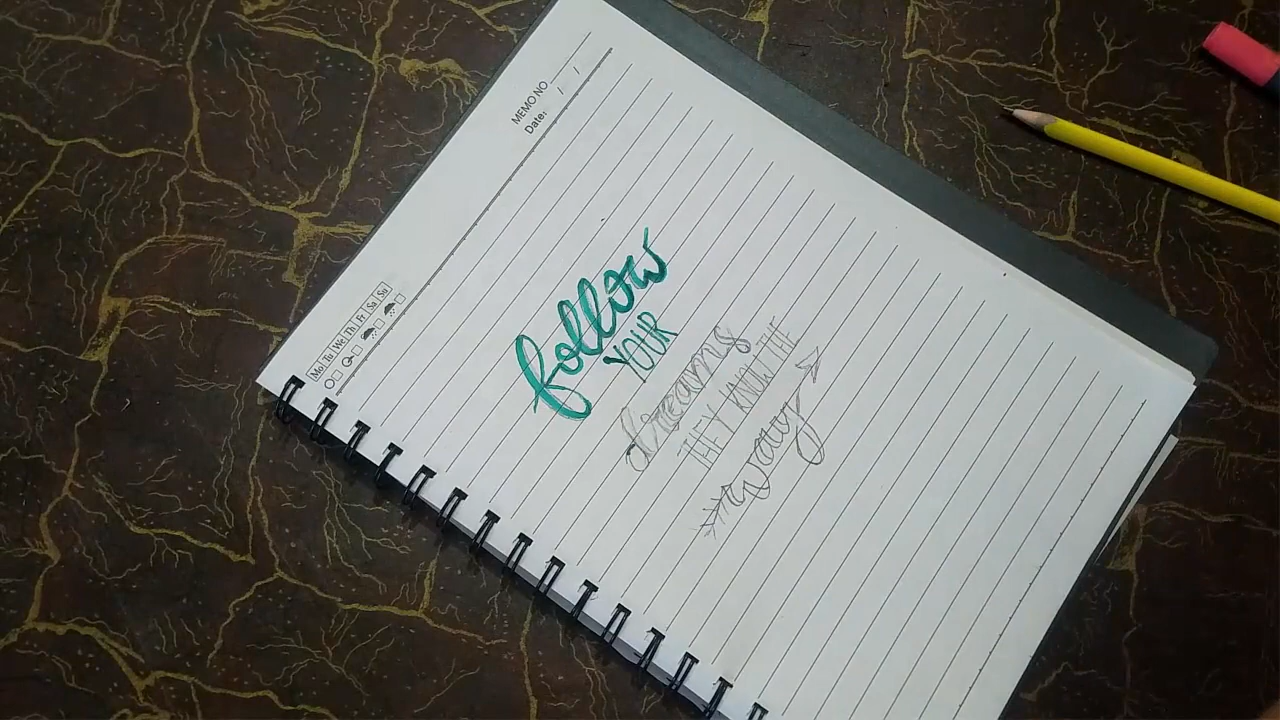 MEMO NO
Date: / /
Mo Tu We Th Fr Sa Su
follow
YOUR
dreams
THEY KNOW THE
way